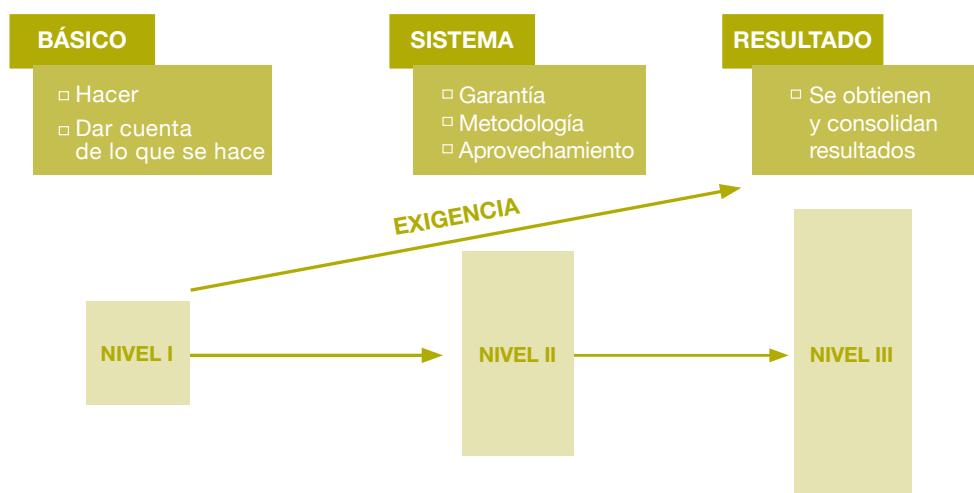 BÁSICO
Hacer
Dar cuenta
de lo que se hace
SISTEMA
Garantía
Metodología
Aprovechamiento
RESULTADO
Se obtienen
y consolidan
resultados
EXIGENCIA
NIVEL I
NIVEL II
NIVEL III